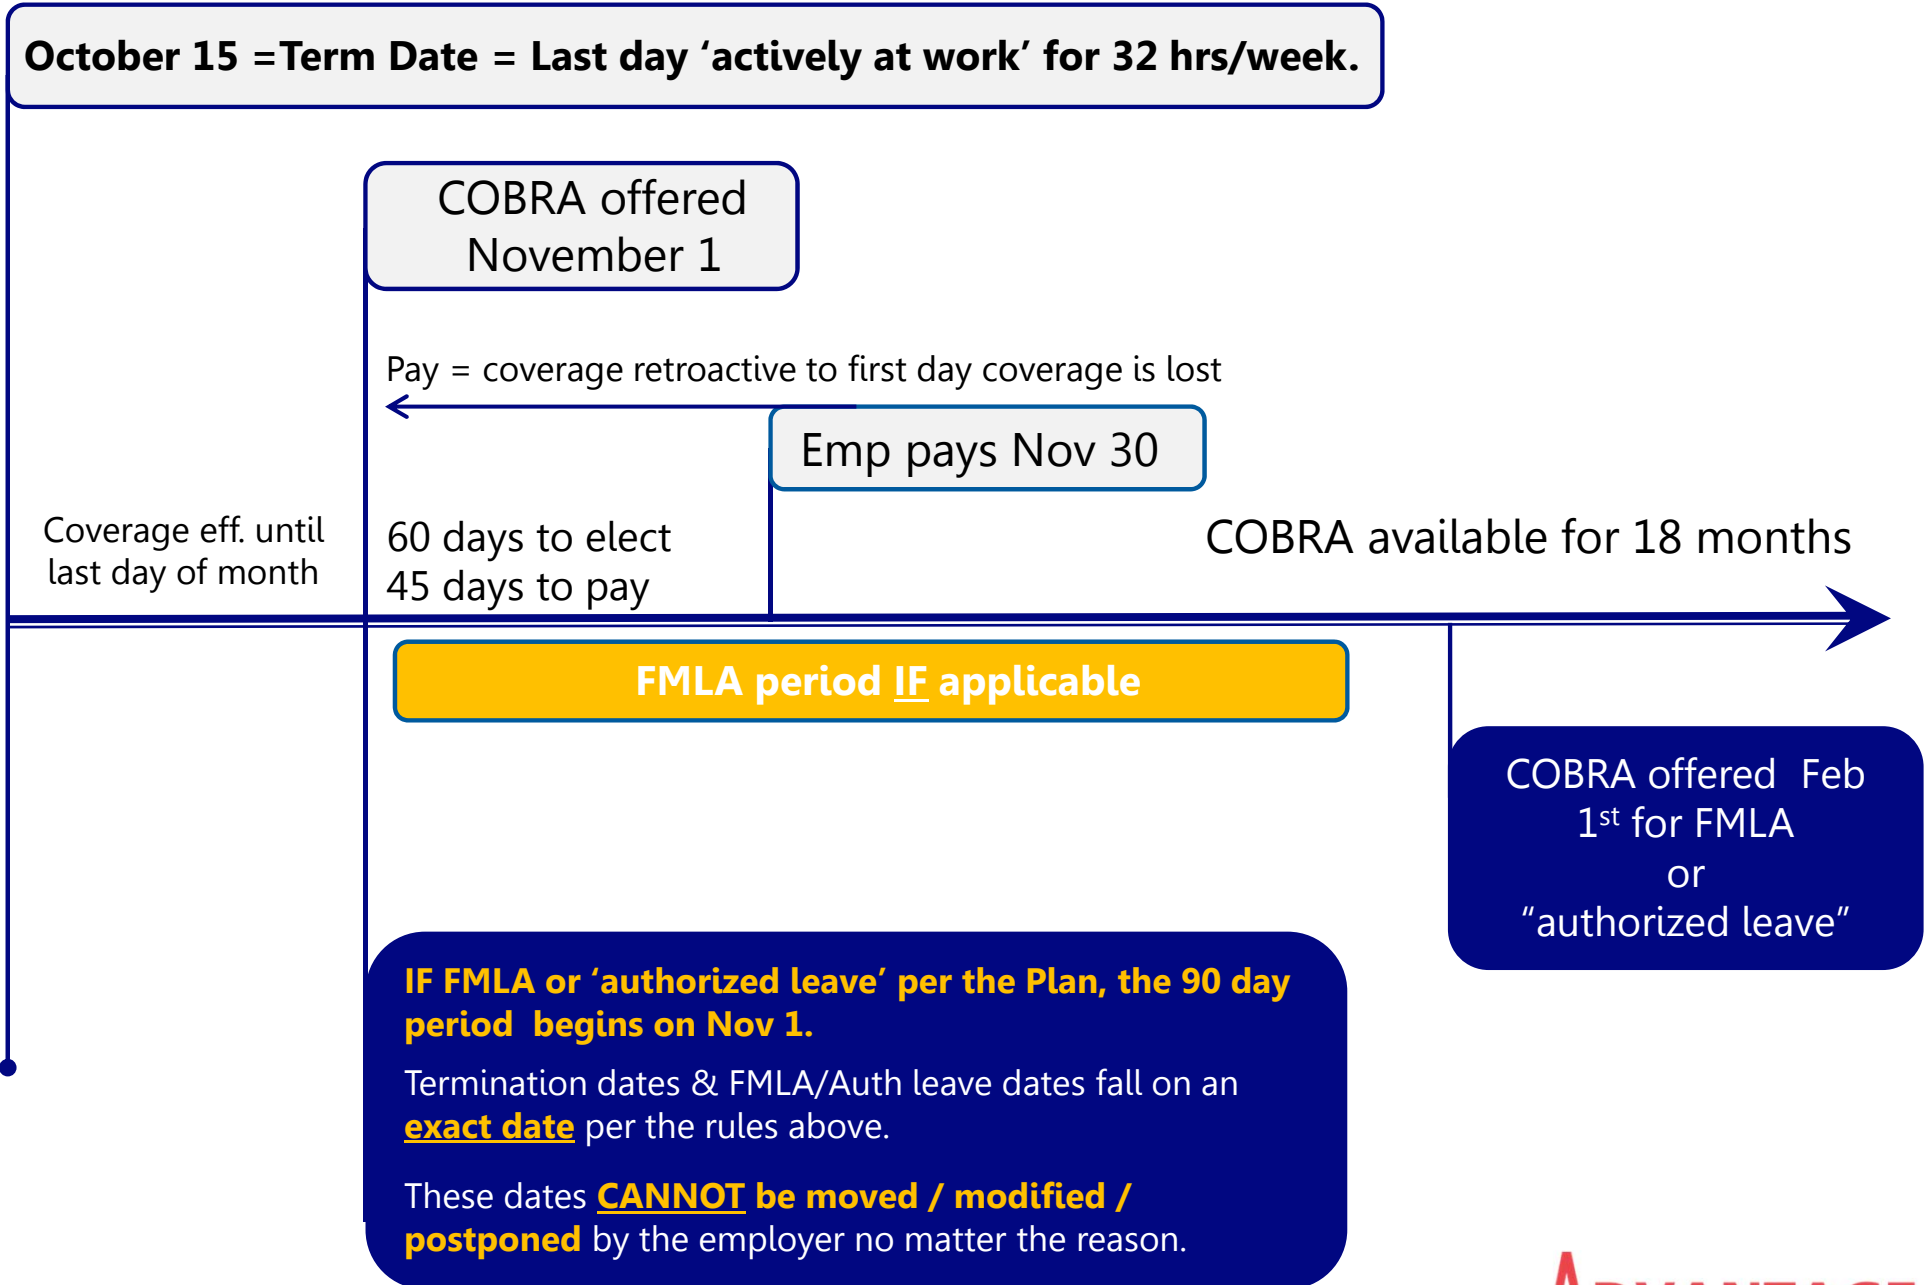 October 15 =Term Date = Last day ‘actively at work’ for 32 hrs/week.
COBRA offered
November 1
Pay = coverage retroactive to first day coverage is lost
Emp pays Nov 30
Coverage eff. until
last day of month
60 days to elect
45 days to pay
COBRA available for 18 months
FMLA period IF applicable
COBRA offered  Feb
1st for FMLA
or
“authorized leave”
IF FMLA or ‘authorized leave’ per the Plan, the 90 day
period  begins on Nov 1.
Termination dates & FMLA/Auth leave dates fall on an
exact date per the rules above.
These dates CANNOT be moved / modified /
postponed by the employer no matter the reason.
ADVANTAGE